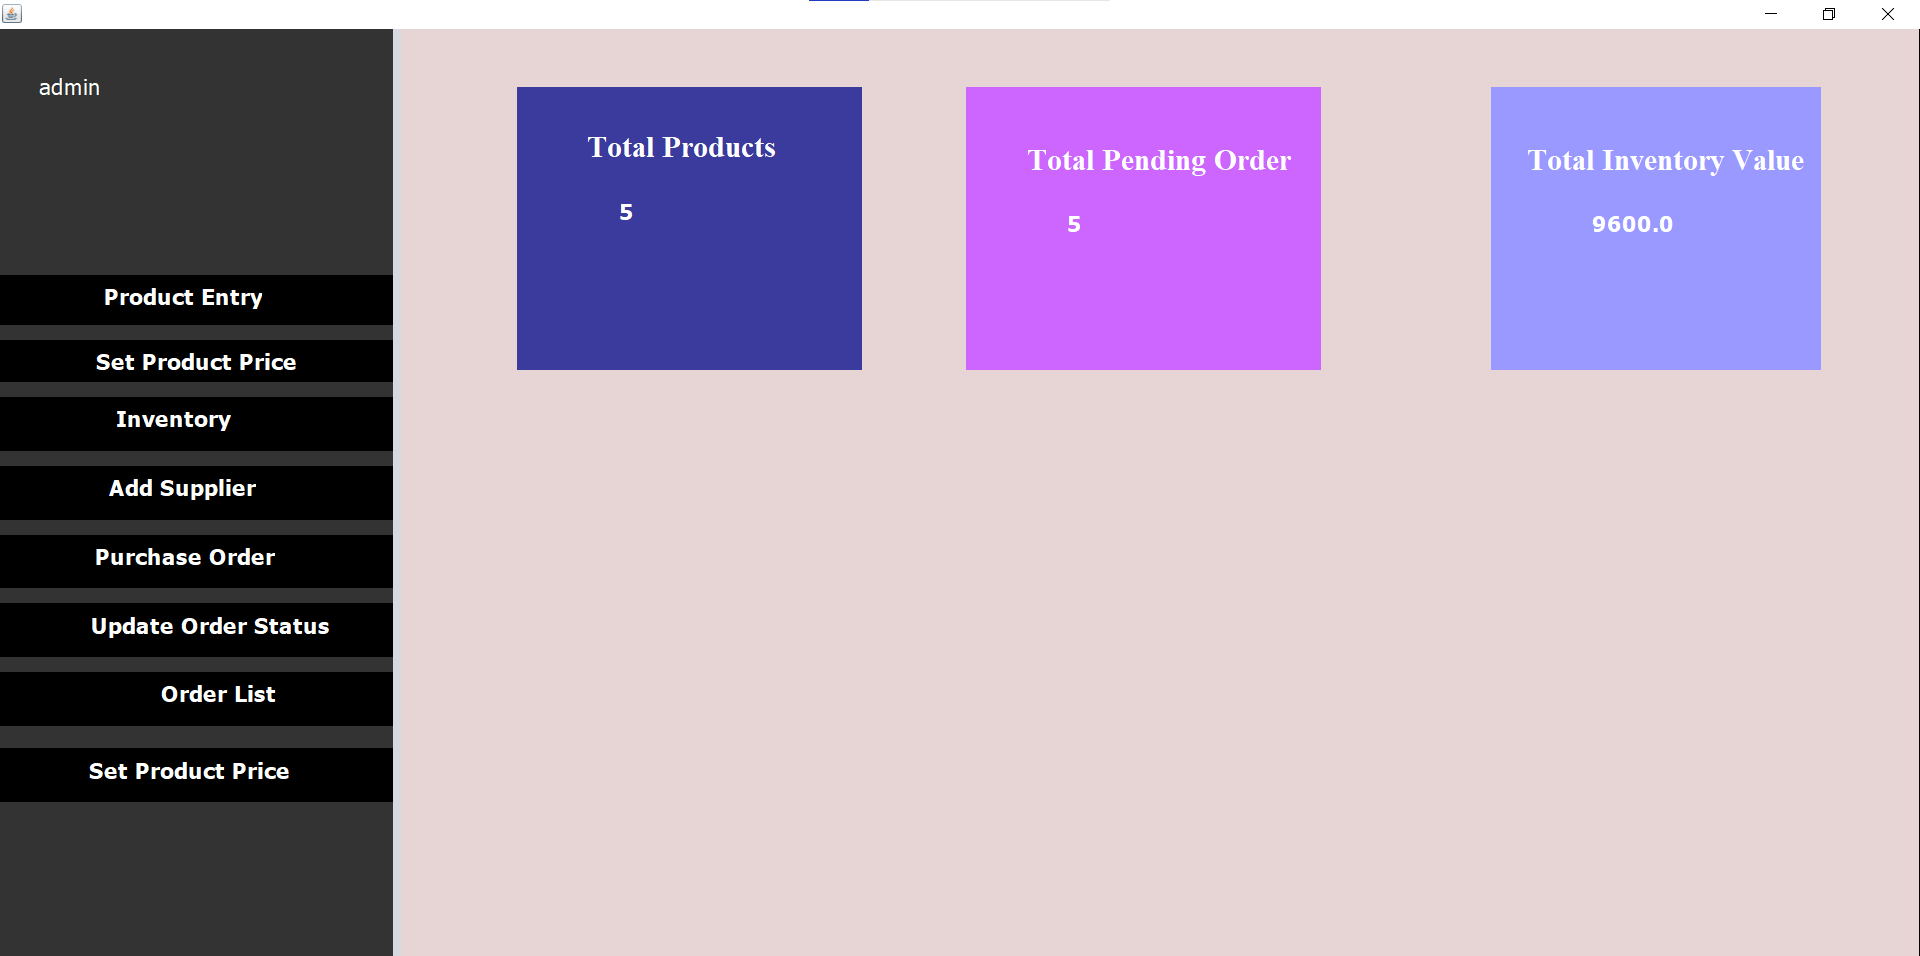 admin
Product Entry
Set Product Price
Inventory
Add Supplier
Purchase Order
Update Order Status
Order List
Set Product Price
Total Products
5
Total Pending Order
5
Total Inventory Value
9600.0